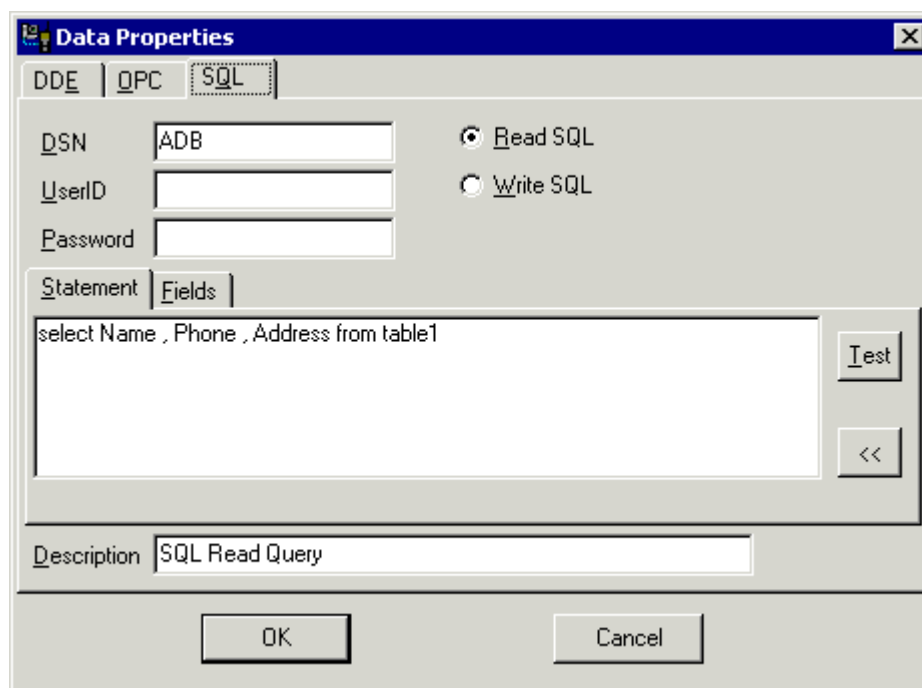 Data Properties
DDE OPC SQL
DSN ADB Read SQL
UserID Write SQL
Password
Statement Fields
select Name , Phone , Address from table1
Test
<<
Description SQL Read Query
OK Cancel